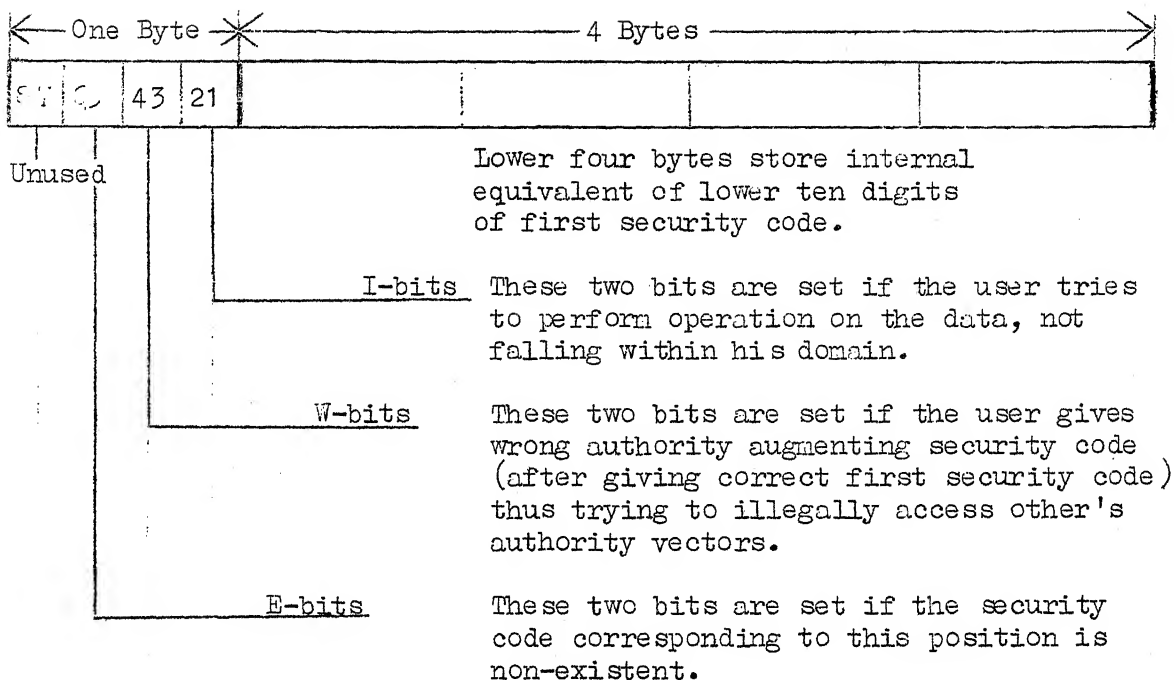 One Byte
4 Bytes
43 21
Unused
Lower four bytes store internal
equivalent of lower ten digits
of first security code.
I-bits These two bits are set if the user tries
to perform operation on the data, not
falling within his domain.
W-bits These two bits are set if the user gives
wrong authority augmenting security code
(after giving correct first security code)
thus trying to illegally access other's
authority vectors.
E-bits These two bits are set if the security
code corresponding to this position is
non-existent.